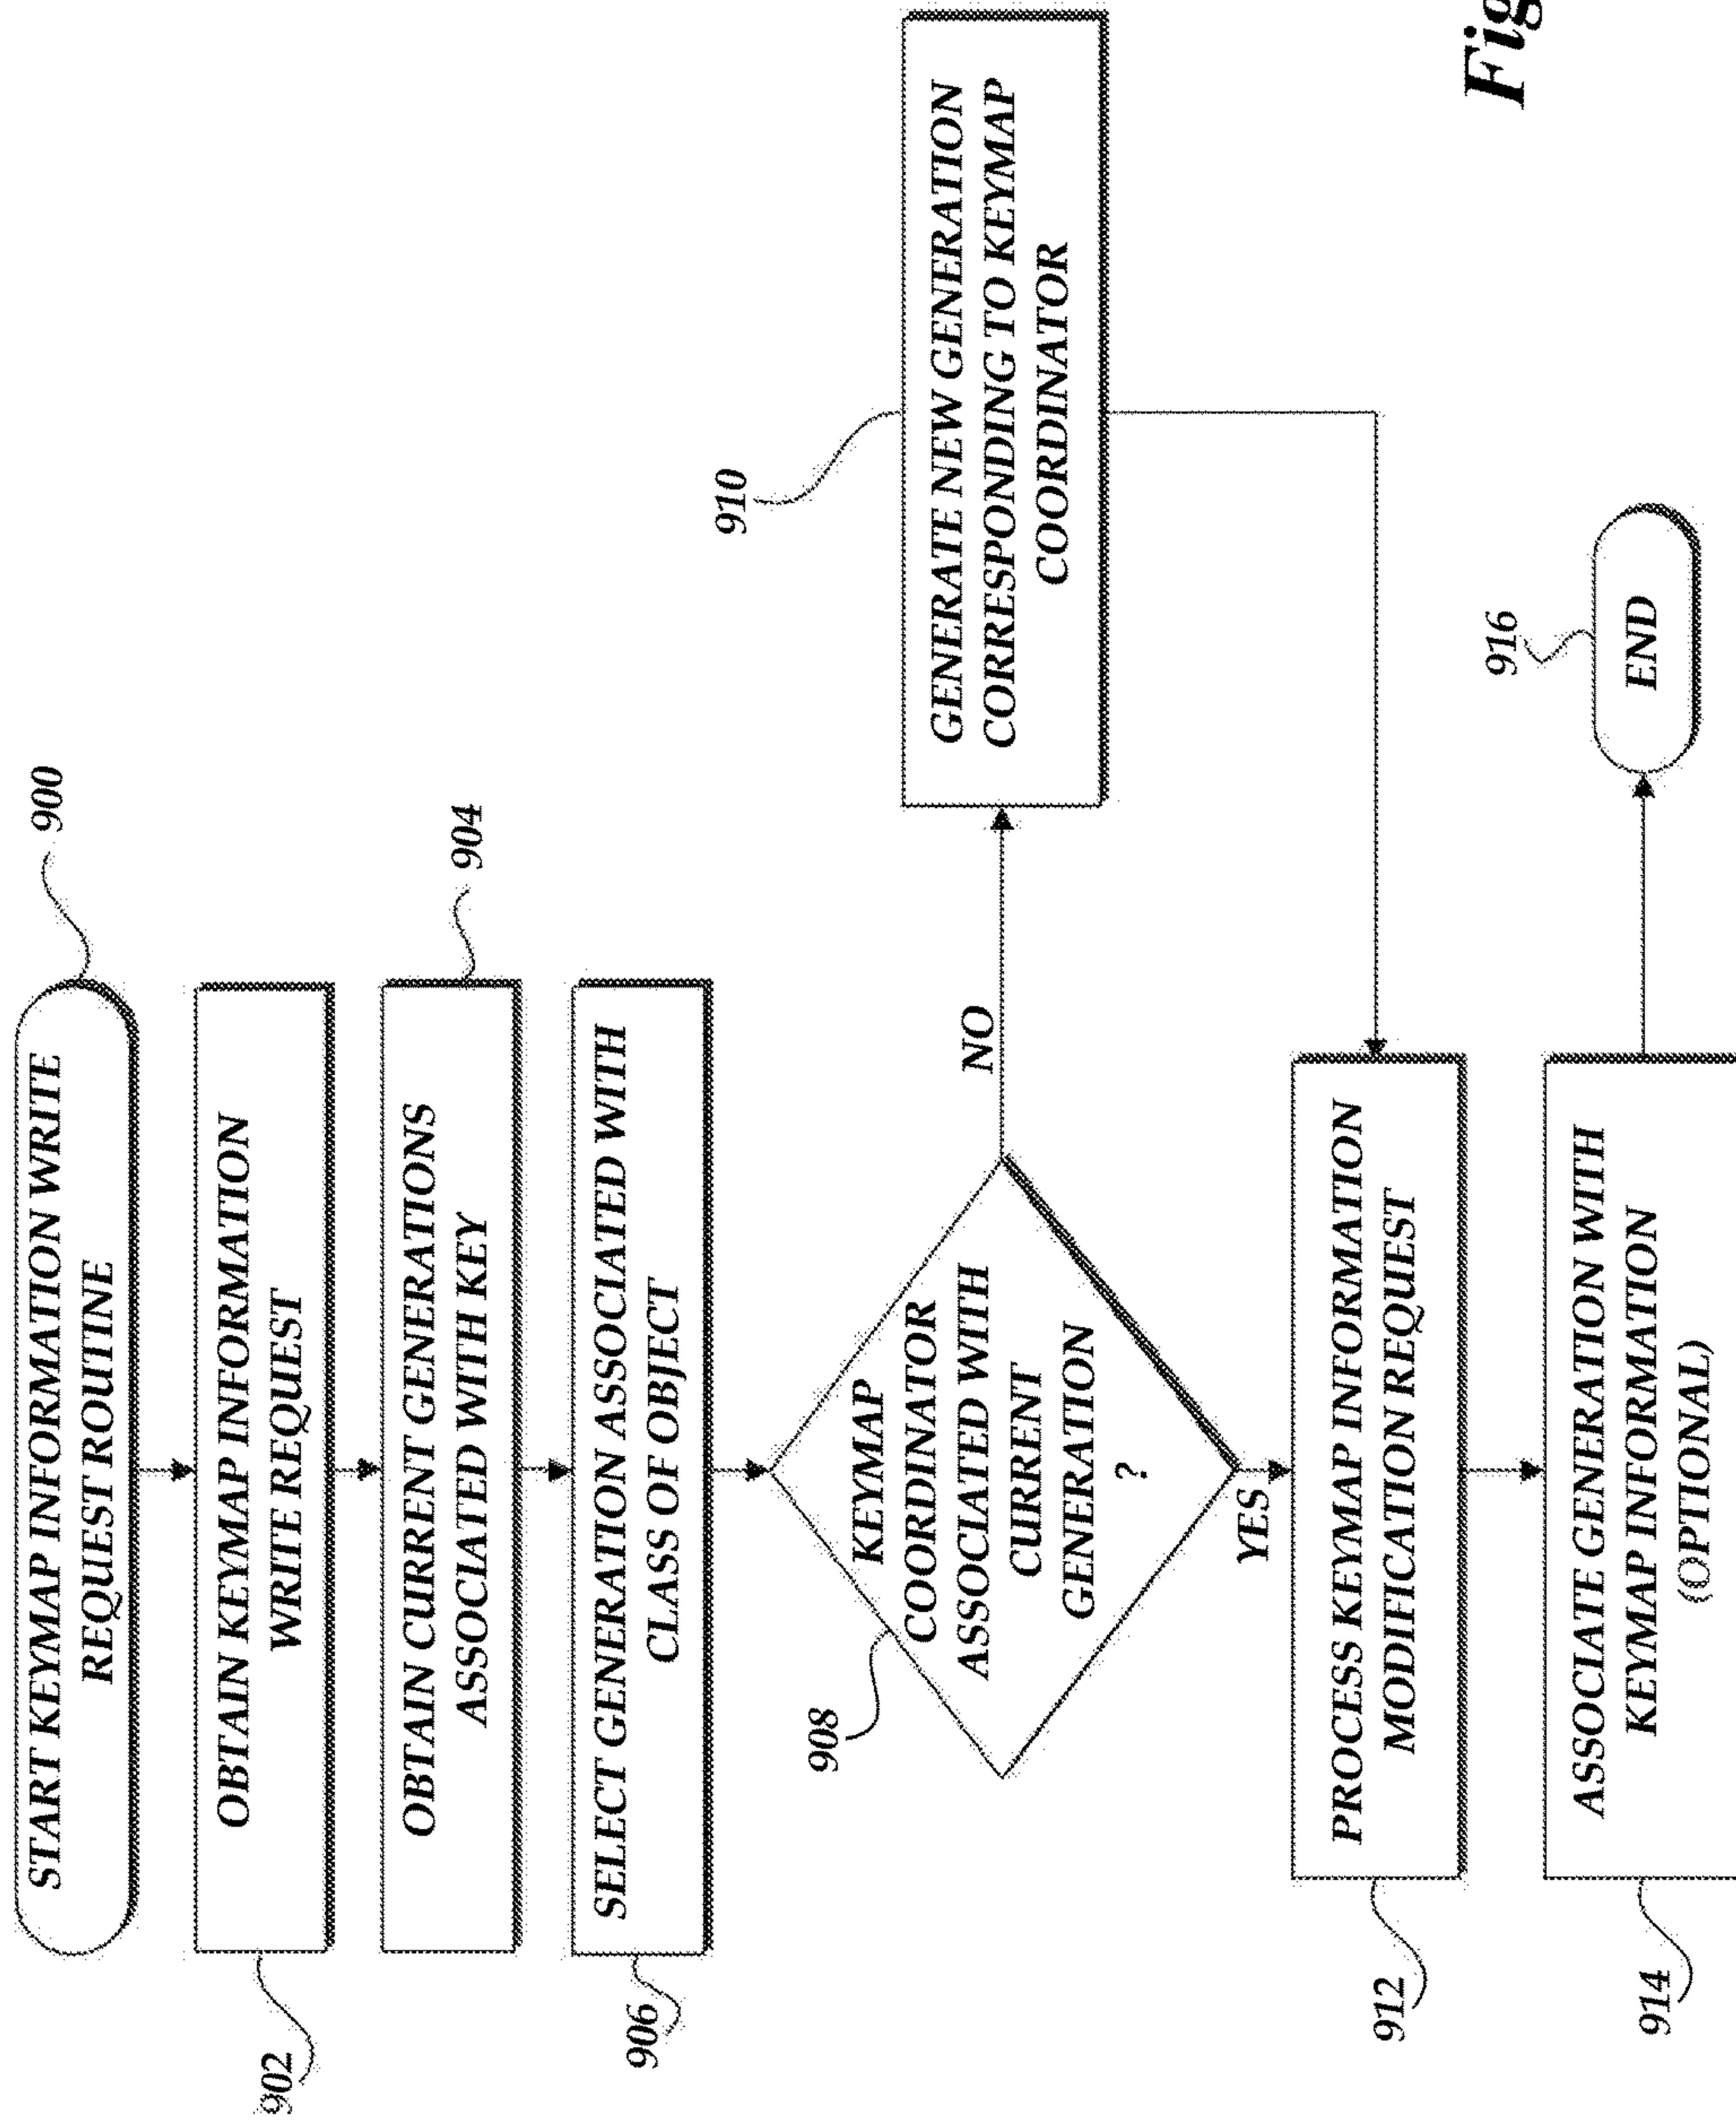 START KEYMAP INFORMATION WRITE
REQUEST ROUTINE
900
OBTAIN KEYMAP INFORMATION
WRITE REQUEST
902
OBTAIN CURRENT GENERATIONS
ASSOCIATED WITH KEY
904
SELECT GENERATION ASSOCIATED WITH
CLASS OF OBJECT
906
KEYMAP
COORDINATOR
ASSOCIATED WITH
CURRENT
GENERATION
?
908
NO
YES
910
GENERATE NEW GENERATION
CORRESPONDING TO KEYMAP
COORDINATOR
PROCESS KEYMAP INFORMATION
MODIFICATION REQUEST
912
ASSOCIATE GENERATION WITH
KEYMAP INFORMATION
(OPTIONAL)
914
916
END
Fig